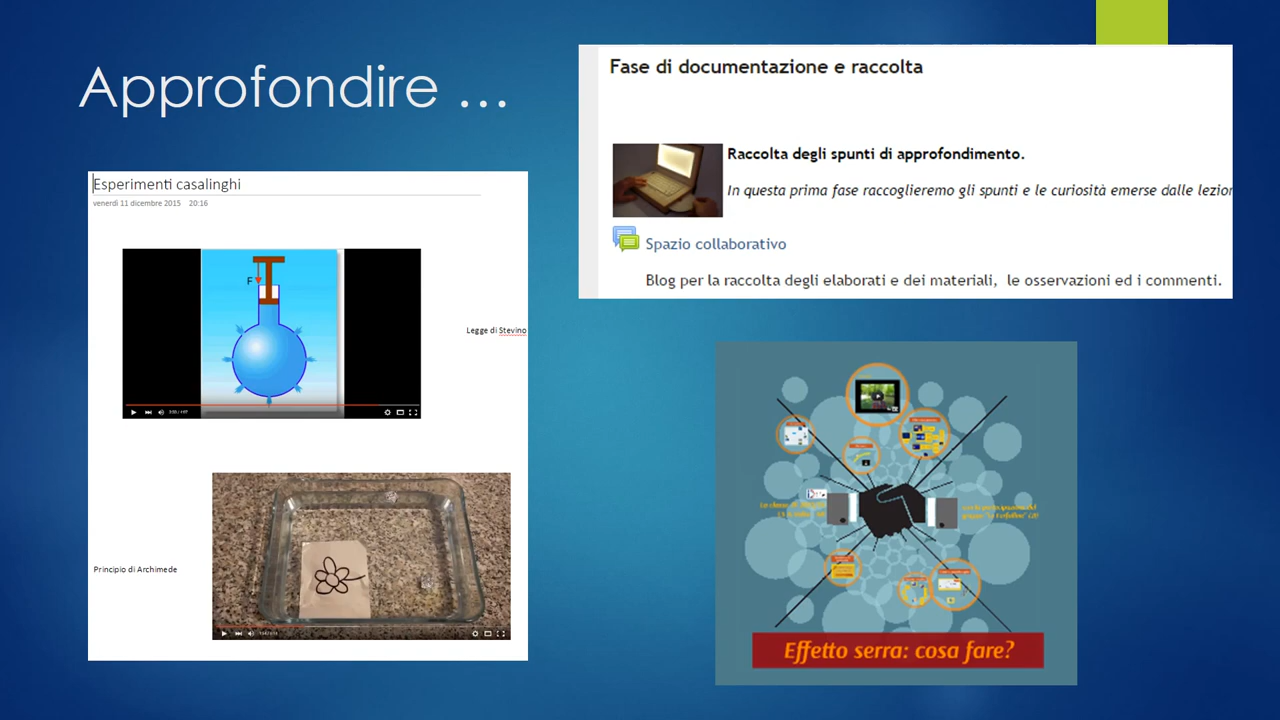 Approfondire …
Esperimenti casalinghi
venerdì 11 dicembre 2015 20:16
F
Legge di Stevino
Principio di Archimede
Fase di documentazione e raccolta
Raccolta degli spunti di approfondimento.
In questa prima fase raccoglieremo gli spunti e le curiosità emerse dalle lezior
Spazio collaborativo
Blog per la raccolta degli elaborati e dei materiali, le osservazioni ed i commenti.
Effetto serra: cosa fare?